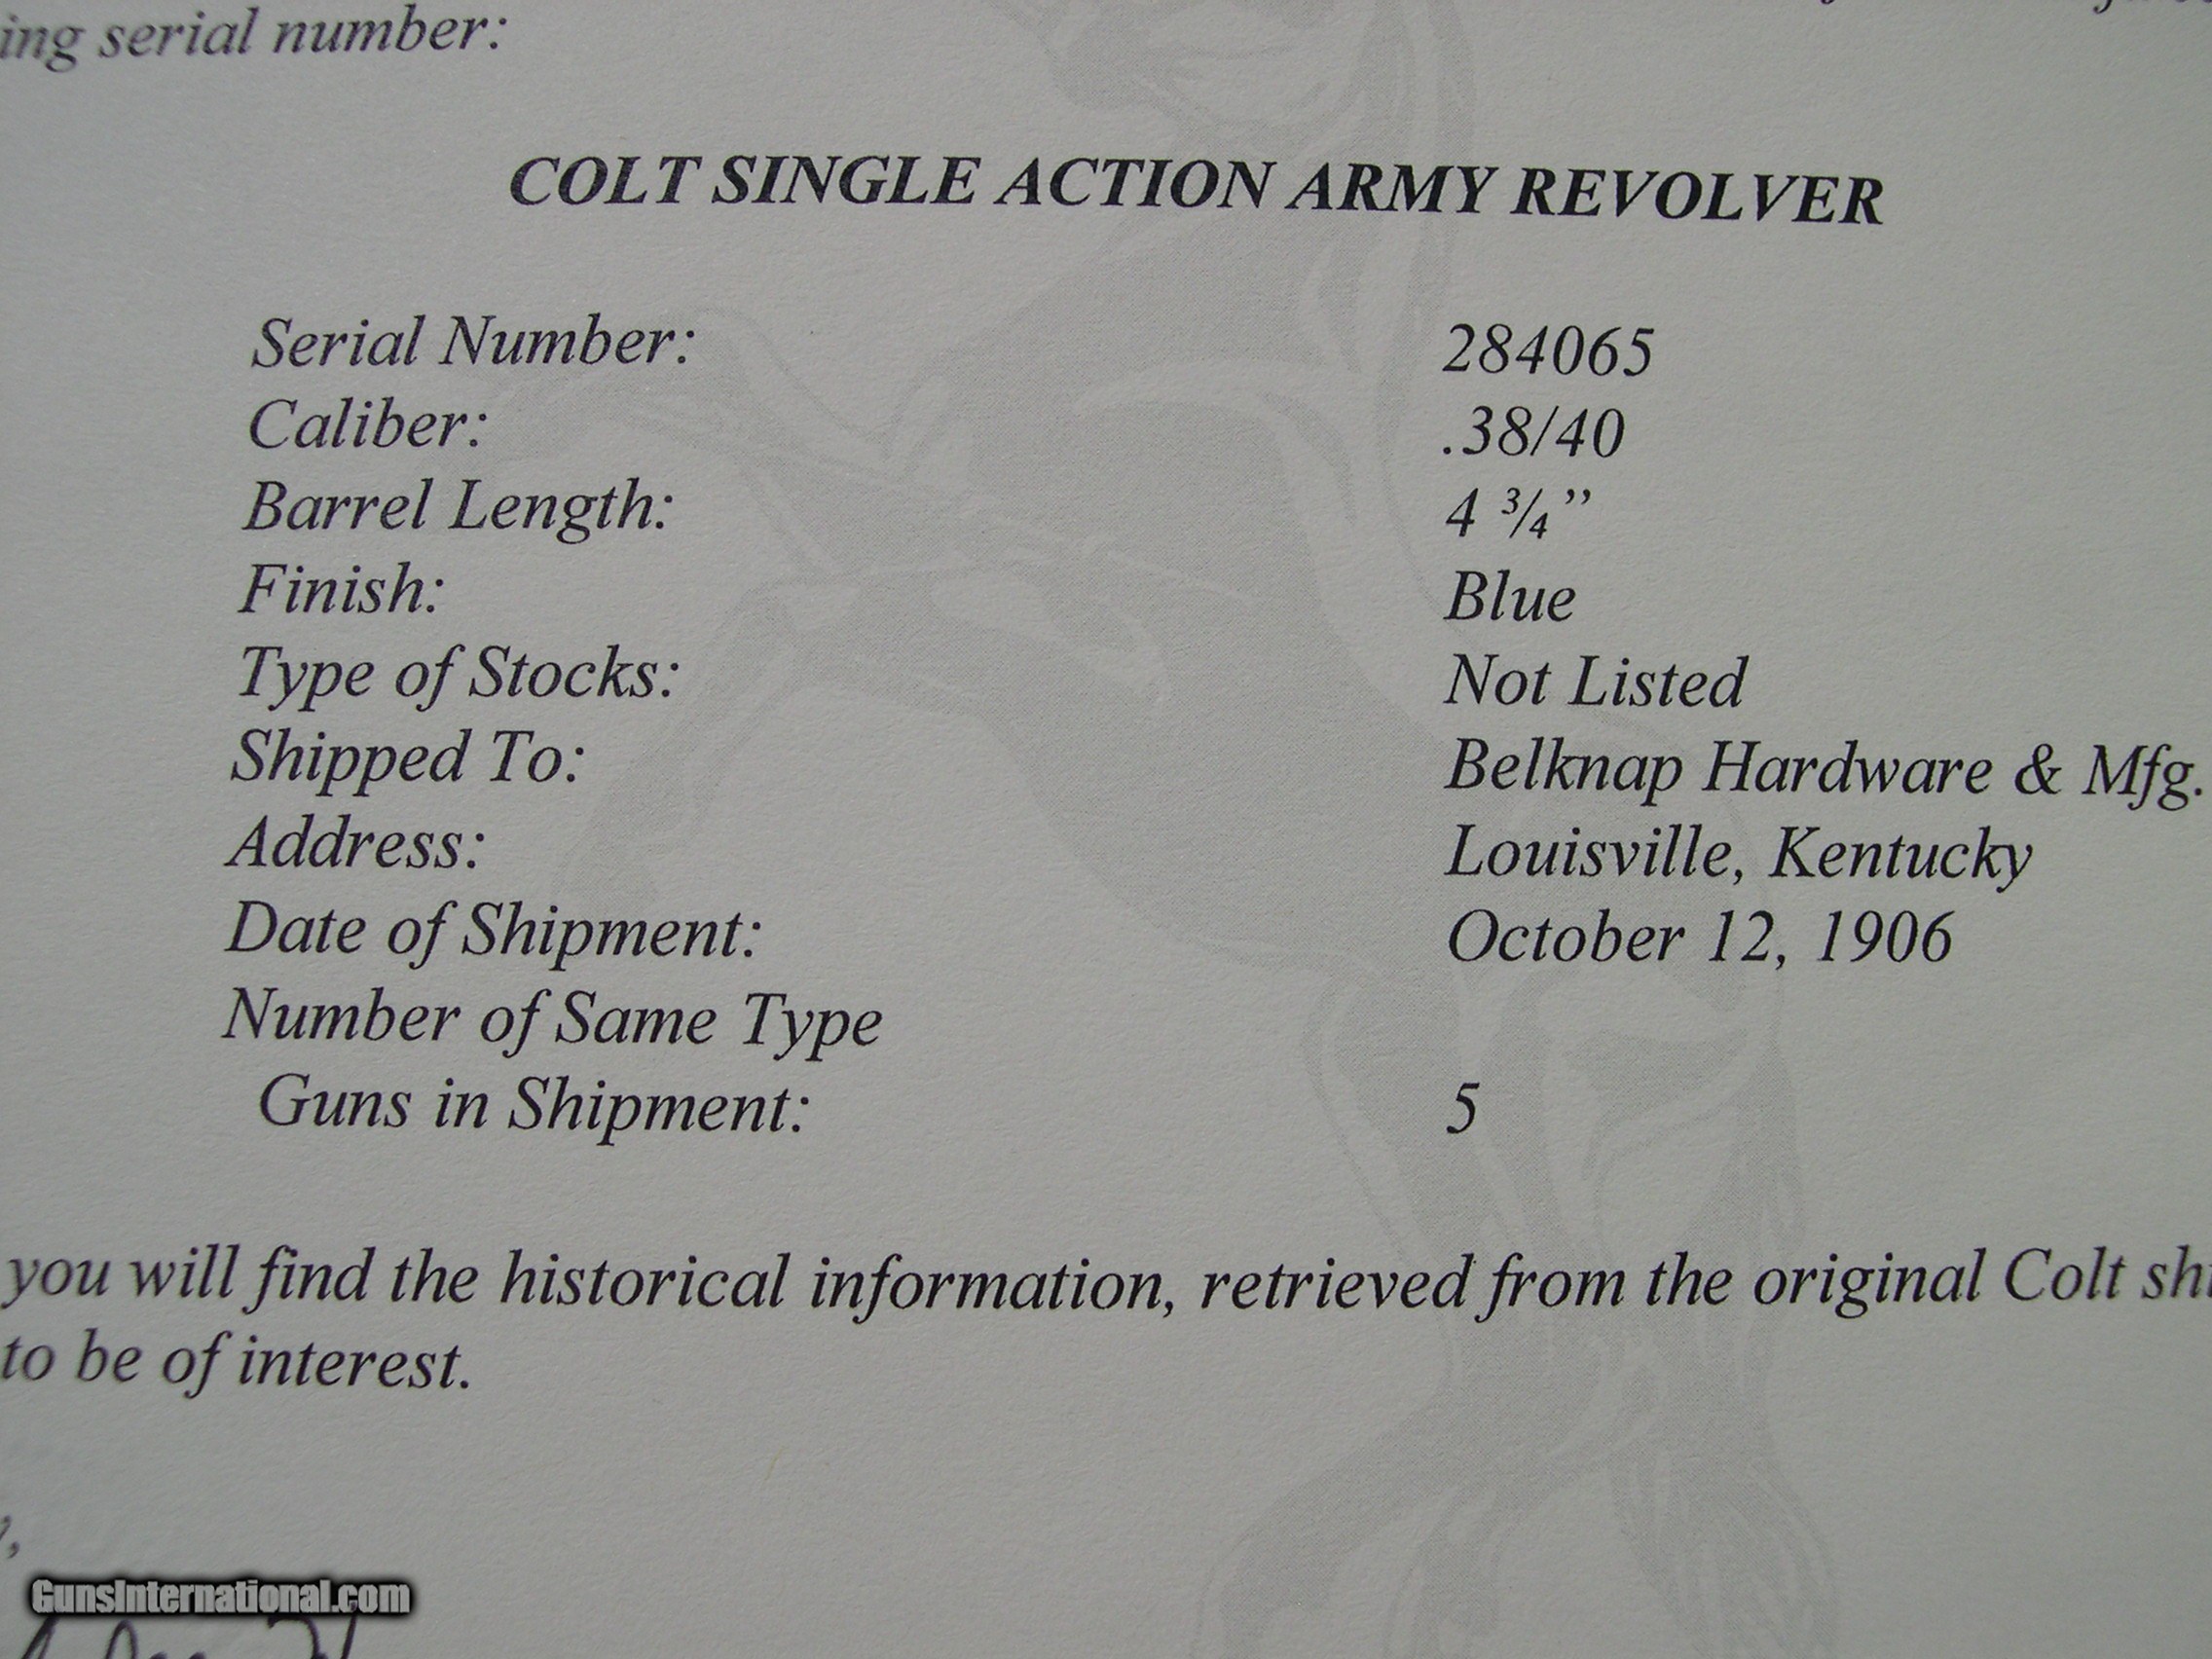 ing serial number:
COLT SINGLE ACTION ARMY REVOLVER
Serial Number: 284065
Caliber: .38/40
Barrel Length: 4 ¾”
Finish: Blue
Type of Stocks: Not Listed
Shipped To: Belknap Hardware & Mfg.
Address: Louisville, Kentucky
Date of Shipment: October 12, 1906
Number of Same Type
Guns in Shipment: 5
you will find the historical information, retrieved from the original Colt
to be of interest.
GunsInternational.com